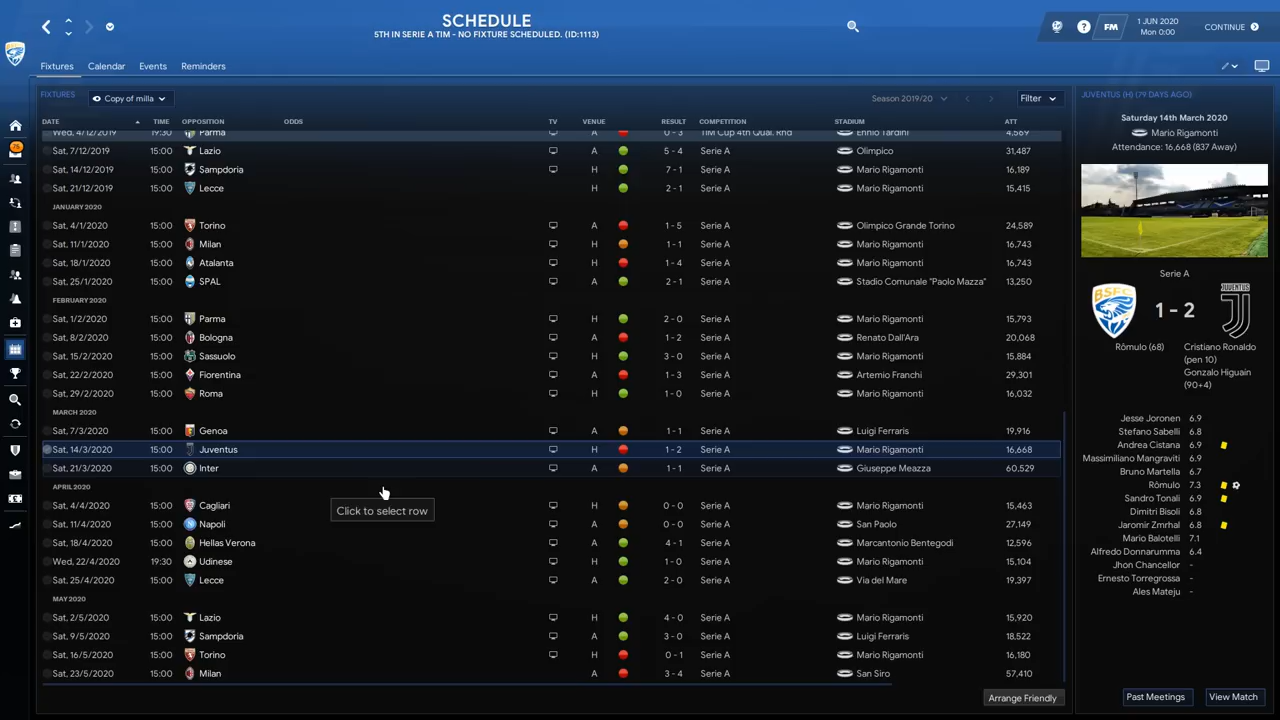 SCHEDULE
5TH IN SERIE A TIM - NO FIXTURE SCHEDULED. (ID:1113)
FM
1 JUN 2020
Mon 0:00
CONTINUE
Fixtures Calendar Events Reminders
FIXTURES Copy of milla Season 2019/20 Filter
DATE TIME OPPOSITION ODDS TV VENUE RESULT COMPETITION STADIUM ATT
Wed, 4/12/2019 19:30 Parma A 0 - 3 TIM Cup 4th Qual. Rnd Ennio Tardini 4,569
Sat, 7/12/2019 15:00 Lazio A 5 - 4 Serie A Olimpico 31,487
Sat, 14/12/2019 15:00 Sampdoria H 7 - 1 Serie A Mario Rigamonti 16,189
Sat, 21/12/2019 15:00 Lecce H 2 - 1 Serie A Mario Rigamonti 15,415
JANUARY 2020
Sat, 4/1/2020 15:00 Torino A 1 - 5 Serie A Olimpico Grande Torino 24,589
Sat, 11/1/2020 15:00 Milan H 1 - 1 Serie A Mario Rigamonti 16,743
Sat, 18/1/2020 15:00 Atalanta H 1 - 4 Serie A Mario Rigamonti 16,743
Sat, 25/1/2020 15:00 SPAL A 2 - 1 Serie A Stadio Comunale "Paolo Mazza" 13,250
FEBRUARY 2020
Sat, 1/2/2020 15:00 Parma H 2 - 0 Serie A Mario Rigamonti 15,793
Sat, 8/2/2020 15:00 Bologna A 1 - 2 Serie A Renato Dall'Ara 20,068
Sat, 15/2/2020 15:00 Sassuolo H 3 - 0 Serie A Mario Rigamonti 15,884
Sat, 22/2/2020 15:00 Fiorentina A 1 - 3 Serie A Artemio Franchi 29,301
Sat, 29/2/2020 15:00 Roma H 1 - 0 Serie A Mario Rigamonti 16,032
MARCH 2020
Sat, 7/3/2020 15:00 Genoa A 1 - 1 Serie A Luigi Ferraris 19,916
Sat, 14/3/2020 15:00 Juventus H 1 - 2 Serie A Mario Rigamonti 16,668
Sat, 21/3/2020 15:00 Inter A 1 - 1 Serie A Giuseppe Meazza 60,529
APRIL 2020
Click to select row
Sat, 4/4/2020 15:00 Cagliari H 0 - 0 Serie A Mario Rigamonti 15,463
Sat, 11/4/2020 15:00 Napoli A 0 - 0 Serie A San Paolo 27,149
Sat, 18/4/2020 15:00 Hellas Verona A 4 - 1 Serie A Marcantonio Bentegodi 12,596
Wed, 22/4/2020 19:30 Udinese H 1 - 0 Serie A Mario Rigamonti 15,104
Sat, 25/4/2020 15:00 Lecce A 2 - 0 Serie A Via del Mare 19,397
MAY 2020
Sat, 2/5/2020 15:00 Lazio H 4 - 0 Serie A Mario Rigamonti 15,920
Sat, 9/5/2020 15:00 Sampdoria A 3 - 0 Serie A Luigi Ferraris 18,522
Sat, 16/5/2020 15:00 Torino H 0 - 1 Serie A Mario Rigamonti 16,180
Sat, 23/5/2020 15:00 Milan A 3 - 4 Serie A San Siro 57,410
Arrange Friendly
JUVENTUS (H) (79 DAYS AGO)
Saturday 14th March 2020
Mario Rigamonti
Attendance: 16,668 (837 Away)
Serie A
BSFC 1 - 2 JUVENTUS
Rômulo (68) Cristiano Ronaldo
(pen 10)
Gonzalo Higuaín
(90+4)
Jesse Joronen 6.9
Stefano Sabelli 6.8
Andrea Cistana 6.9
Massimiliano Mangraviti 6.9
Bruno Martella 6.7
Rômulo 7.3
Sandro Tonali 6.9
Dimitri Bisoli 6.8
Jaromír Zmrhal 6.8
Mario Balotelli 7.1
Alfredo Donnarumma 6.4
Jhon Chancellor -
Ernesto Torregrossa -
Ales Mateju -
Past Meetings View Match